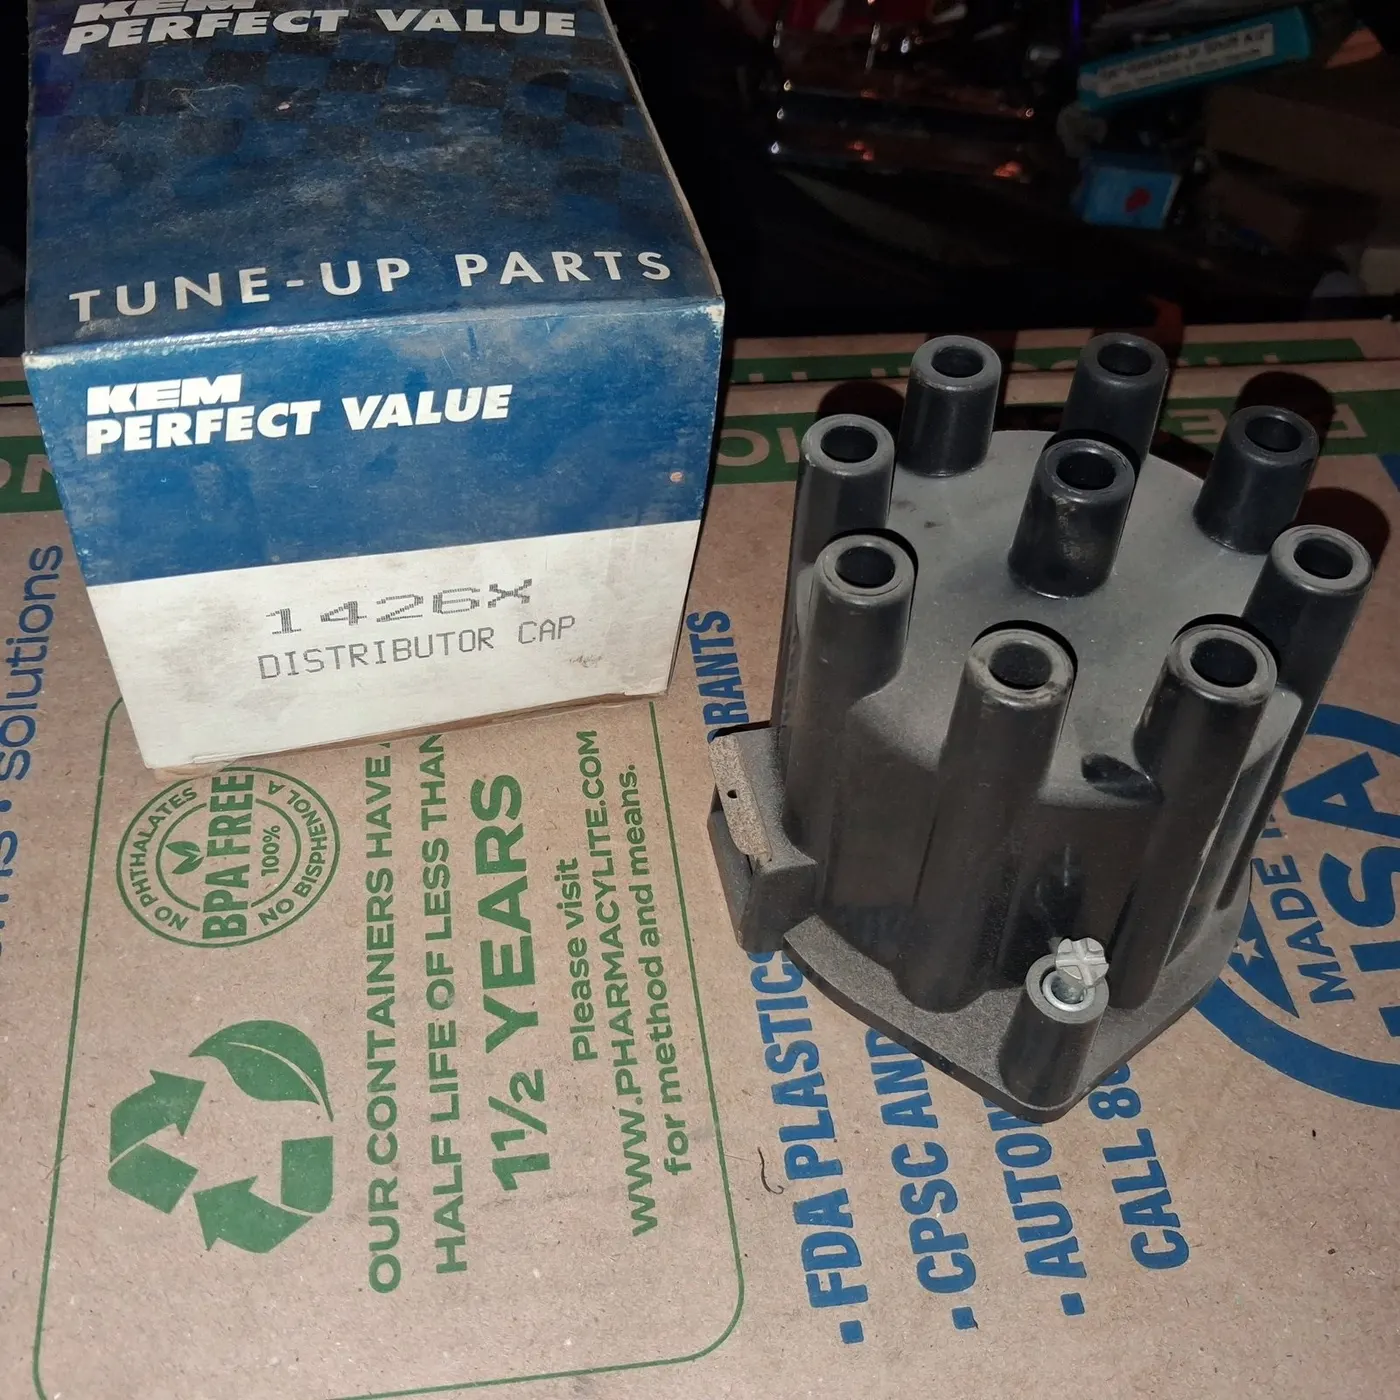 KEM
PERFECT VALUE
TUNE-UP PARTS
KEM
PERFECT VALUE
1426X
DISTRIBUTOR CAP
solutions
NO PHTHALATES
BPA FREE
100%
NO BISPHENOL A
OUR CONTAINERS HAVE A
HALF LIFE OF LESS THAN
1½ YEARS
Please visit
WWW.PHARMACYLITE.COM
for method and means.
• FDA PLASTICS
• CPSC AND
• AUTOM
CALL 80
MADE IN
USA